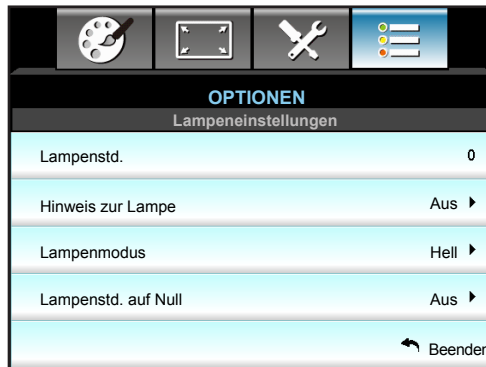 OPTIONEN
Lampeneinstellungen
Lampenstd. 0
Hinweis zur Lampe Aus
Lampenmodus Hell
Lampenstd. auf Null Aus
Beenden